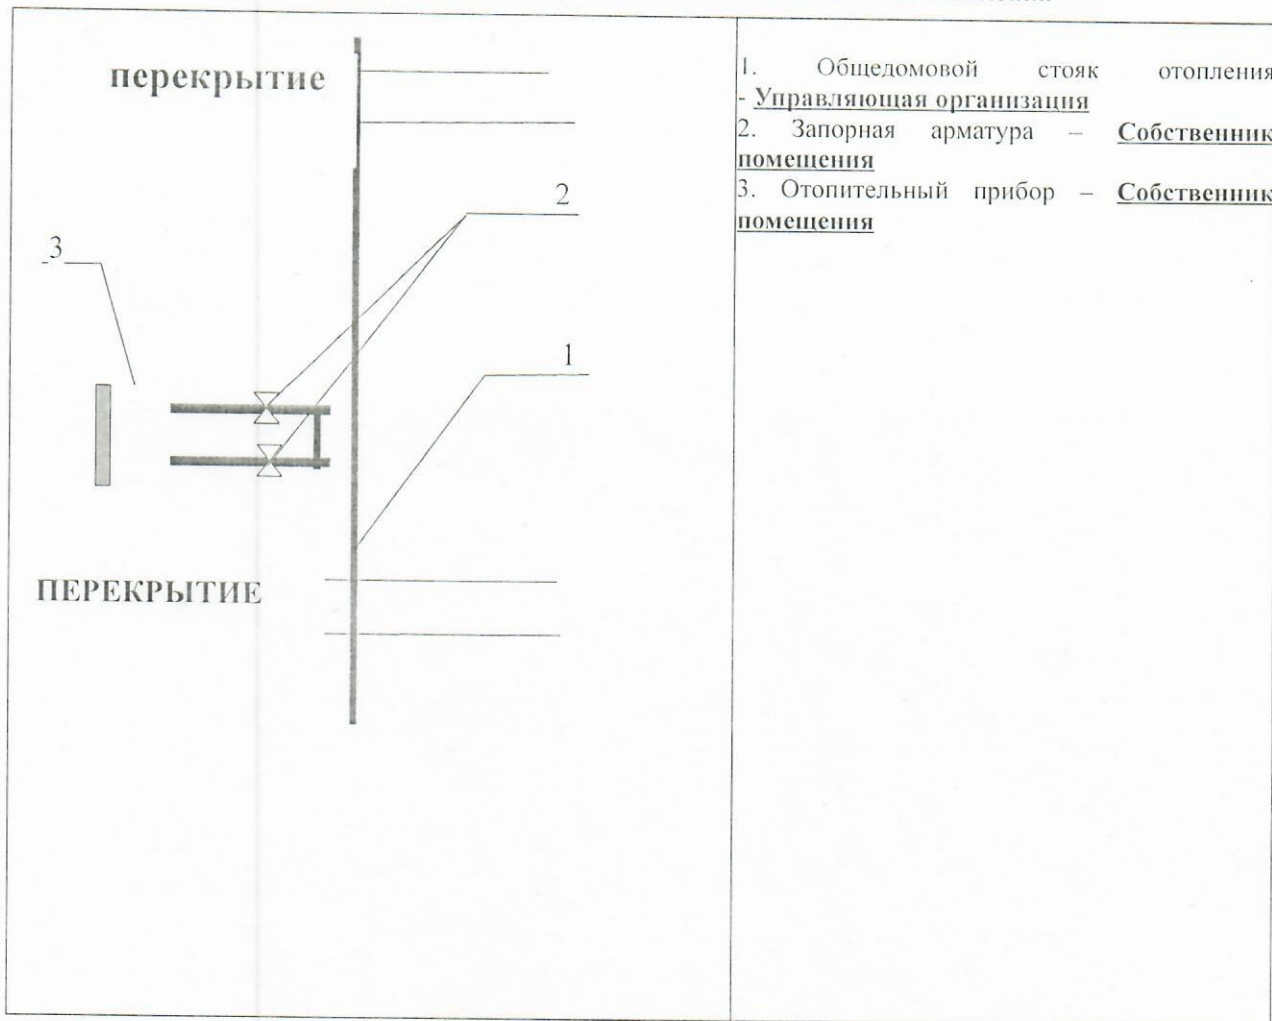 перекрытие
2
3
1
ПЕРЕКРЫТИЕ
1. Общедомовой стояк отопления
- Управляющая организация
2. Запорная арматура – Собственник
помещения
3. Отопительный прибор – Собственник
помещения